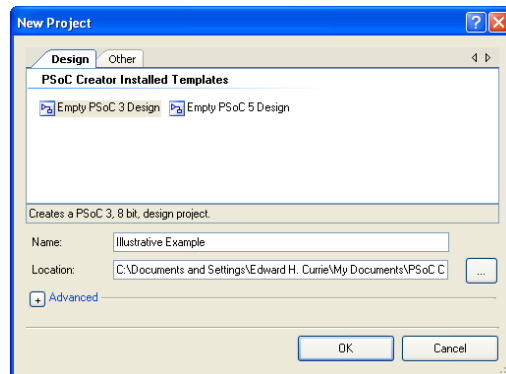 New Project
Design Other
PSoC Creator Installed Templates
Empty PSoC 3 Design Empty PSoC 5 Design
Creates a PSoC 3, 8 bit, design project.
Name: Illustrative Example
Location: C:\Documents and Settings\Edward H. Currie\My Documents\PSoC C
...
Advanced
OK Cancel